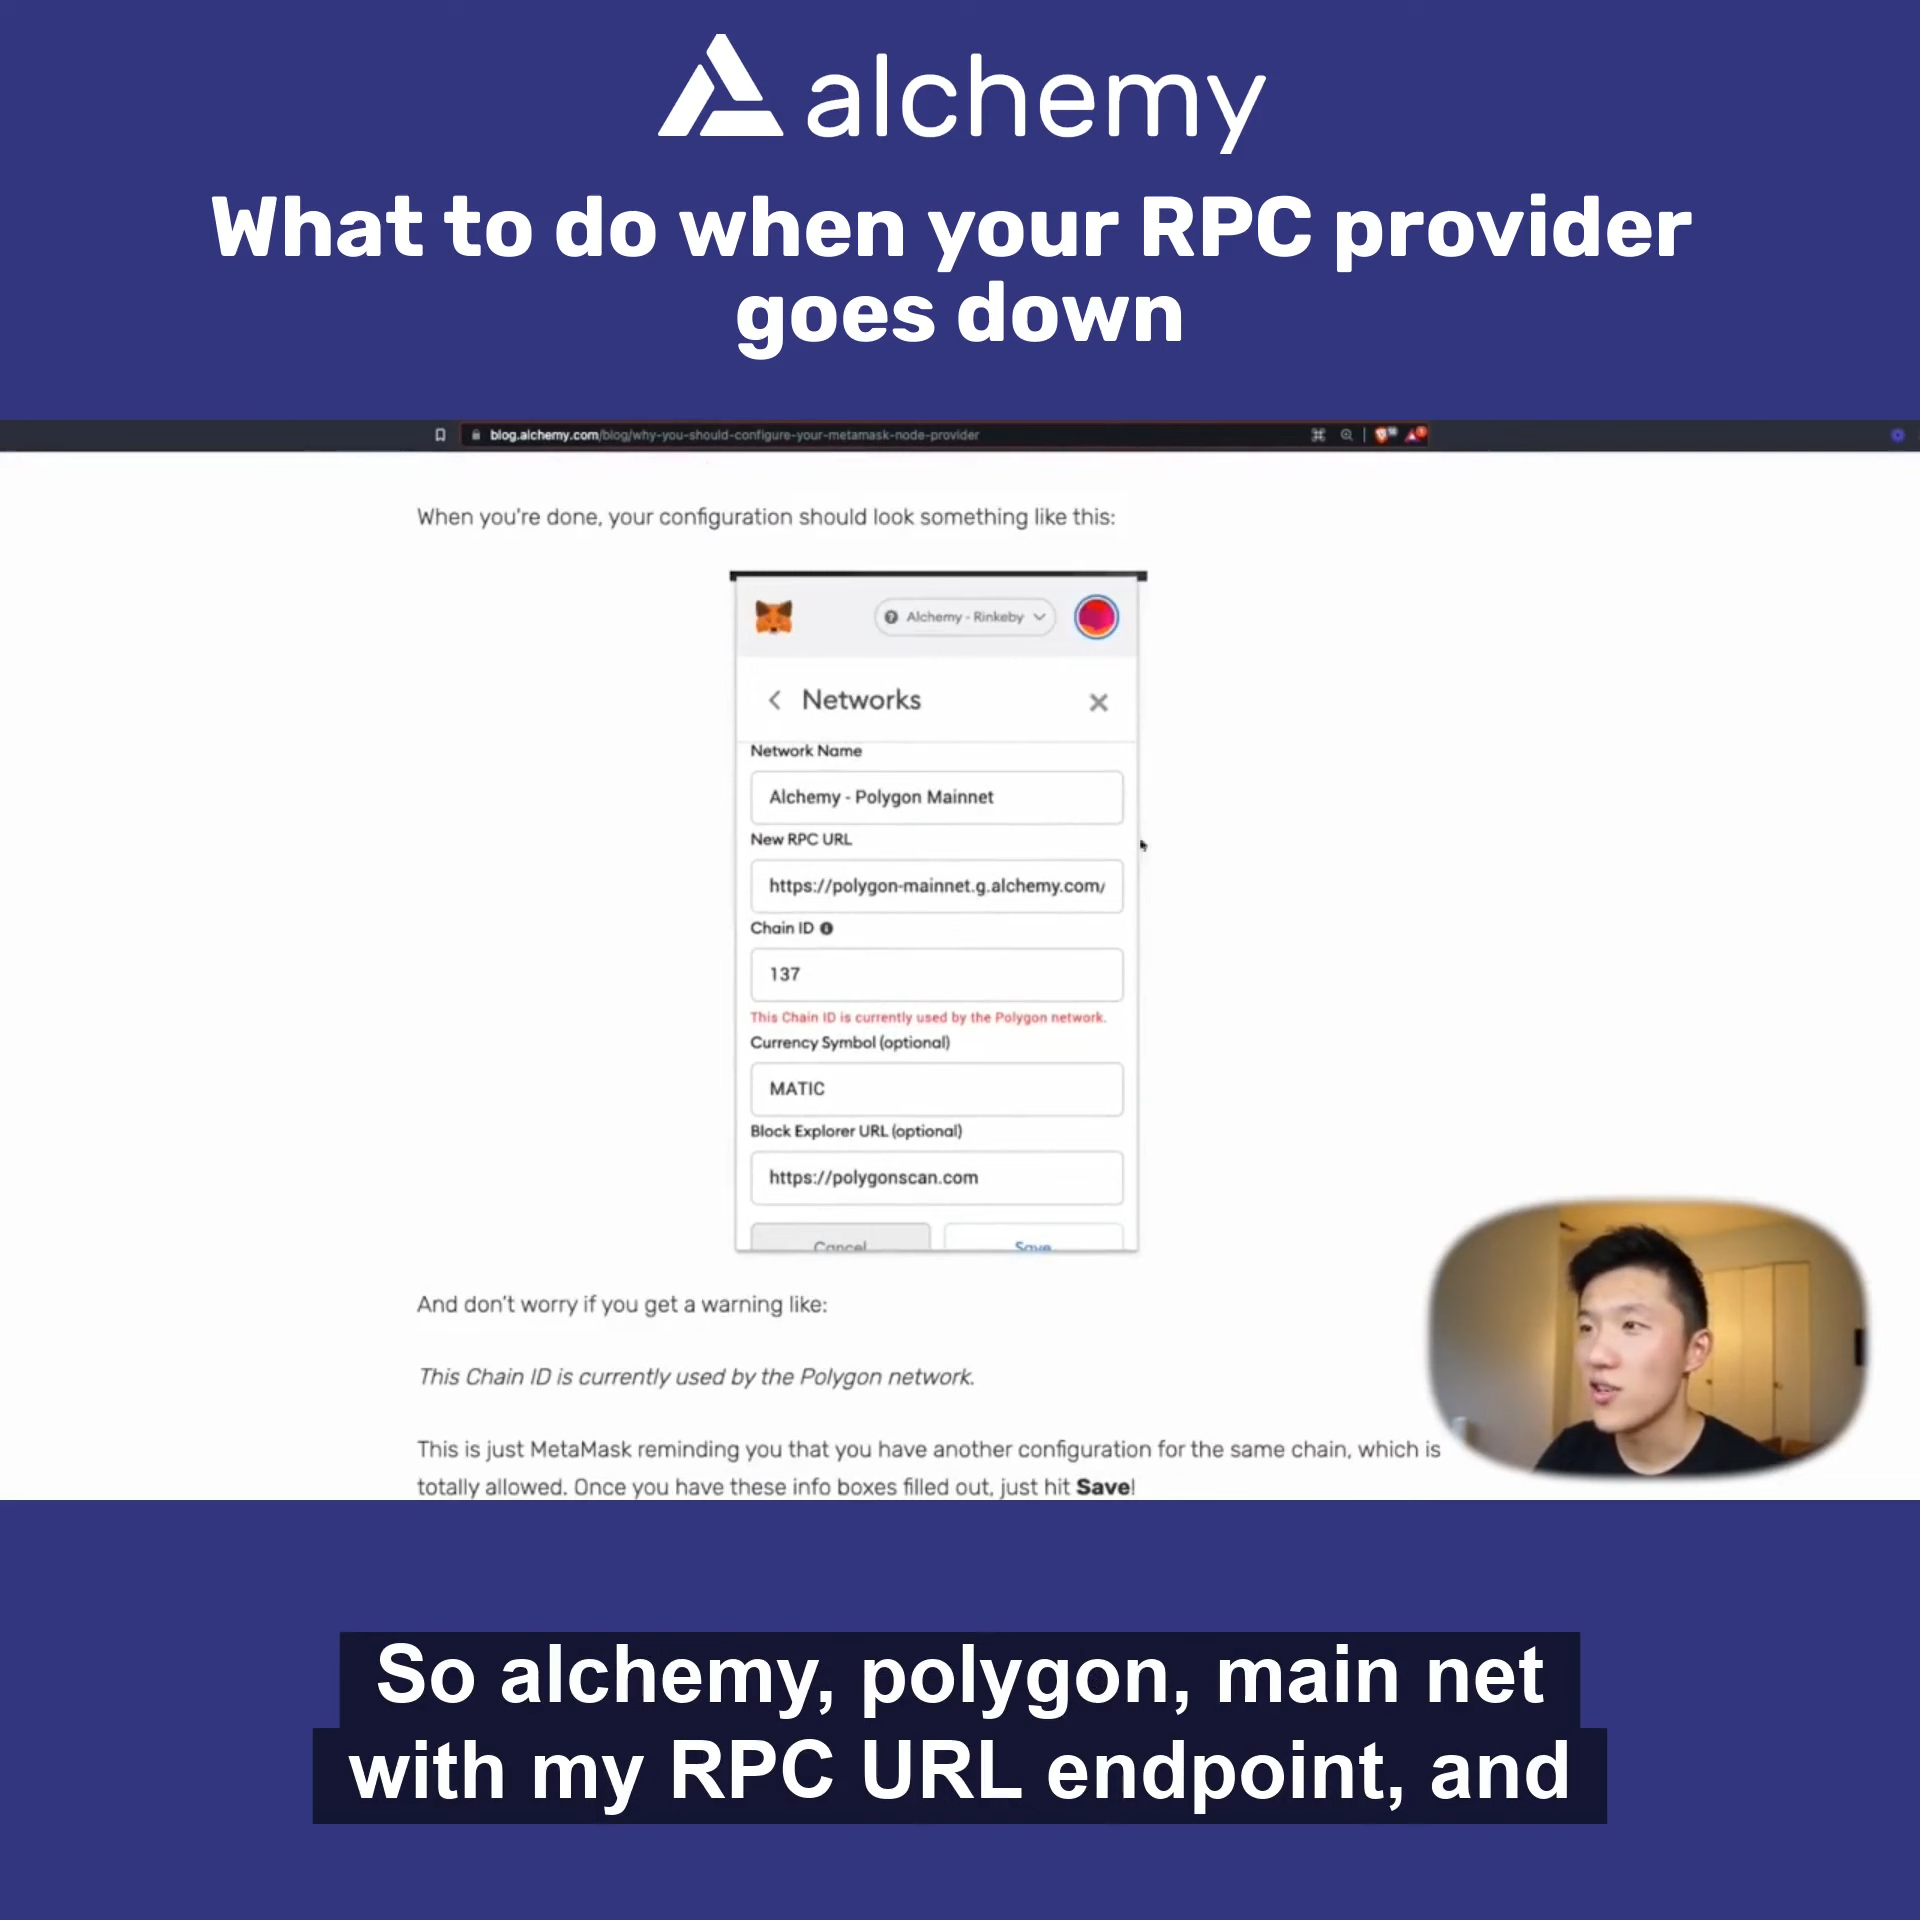 alchemy
What to do when your RPC provider
goes down
blog.alchemy.com/blog/why-you-should-configure-your-metamask-node-provider
When you're done, your configuration should look something like this:
Alchemy - Rinkeby
Networks
Network Name
Alchemy - Polygon Mainnet
New RPC URL
https://polygon-mainnet.g.alchemy.com/
Chain ID
137
This Chain ID is currently used by the Polygon network.
Currency Symbol (optional)
MATIC
Block Explorer URL (optional)
https://polygonscan.com
Cancel Save
And don't worry if you get a warning like:
This Chain ID is currently used by the Polygon network.
This is just MetaMask reminding you that you have another configuration for the same chain, which is
totally allowed. Once you have these info boxes filled out, just hit Save!
So alchemy, polygon, main net
with my RPC URL endpoint, and